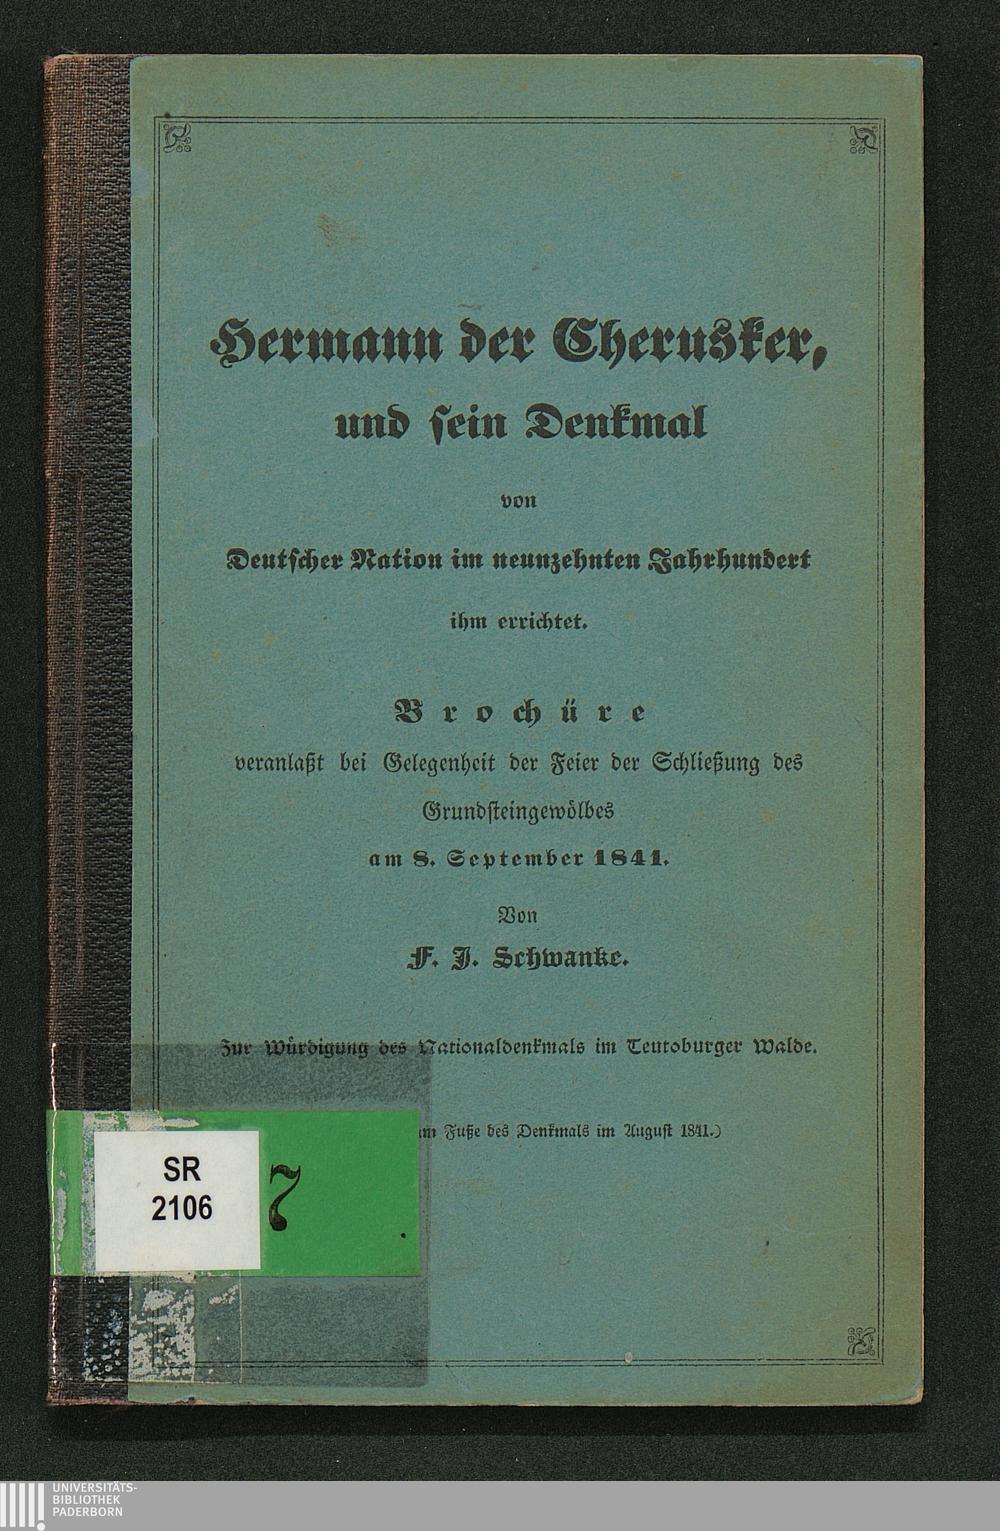 Hermann der Cherusker,
und sein Denkmal
von
Deutscher Nation im neunzehnten Jahrhundert
ihm errichtet.
Brochüre
veranlaßt bei Gelegenheit der Feier der Schließung des
Grundsteingewölbes
am 8. September 1841.
Von
F. J. Schwanke.
Zur Würdigung des Nationaldenkmals im Teutoburger Walde.
am Fuße des Denkmals im August 1841.)
SR
2106
7
UNIVERSITÄTS-
BIBLIOTHEK
PADERBORN